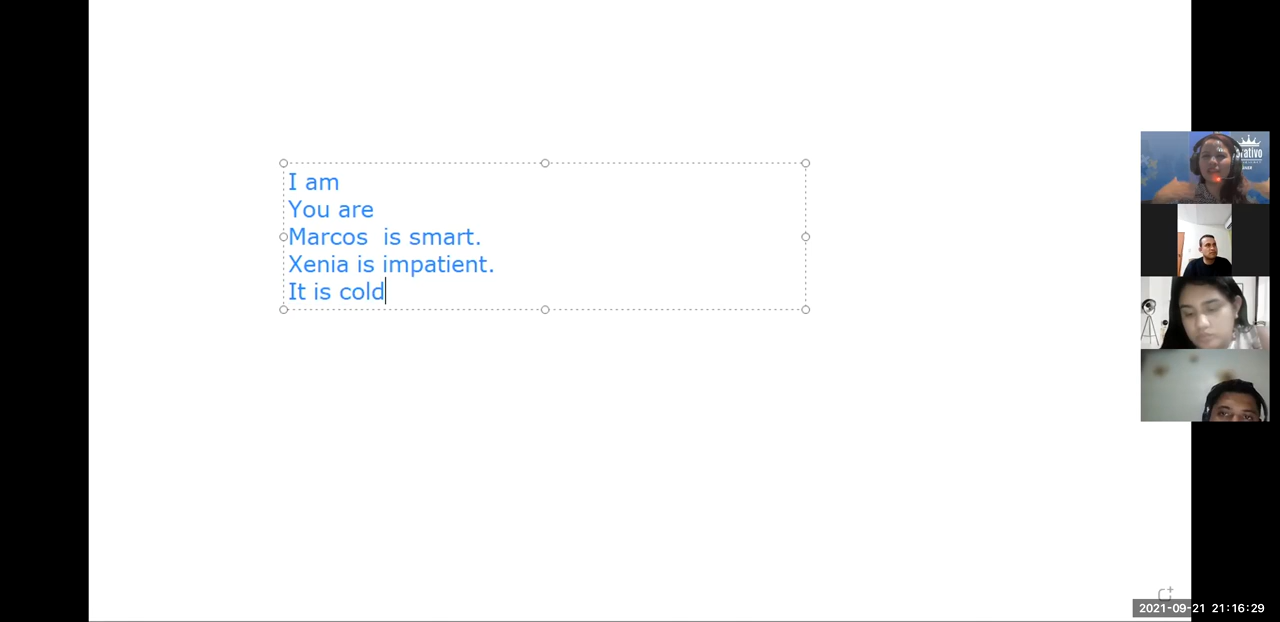 I am
You are
Marcos  is smart.
Xenia is impatient.
It is cold
2021-09-21 21:16:29